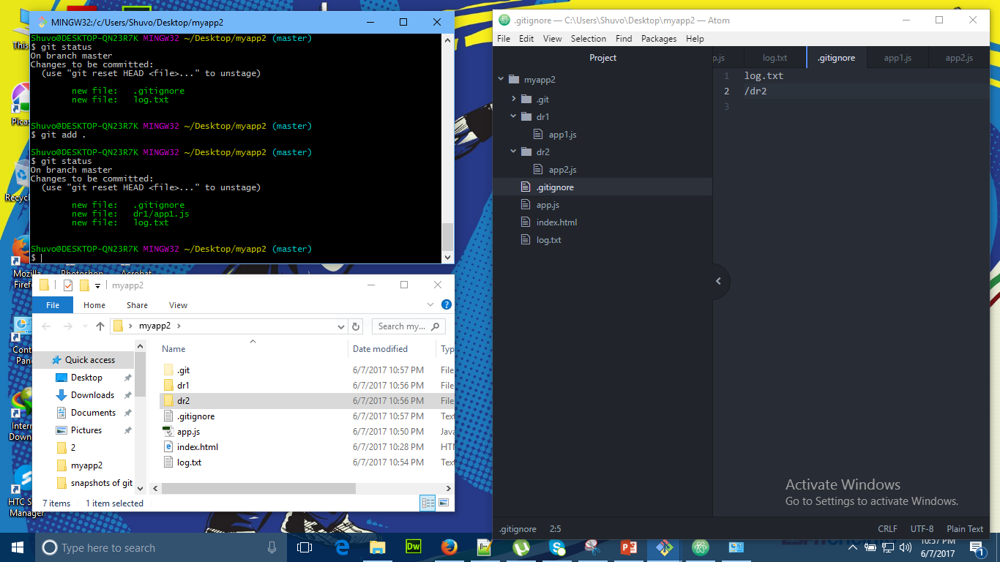 MINGW32:/c/Users/Shuvo/Desktop/myapp2
Shuvo@DESKTOP-QN23R7K MINGW32 ~/Desktop/myapp2 (master)
$ git status
On branch master
Changes to be committed:
(use "git reset HEAD <file>..." to unstage)
new file: .gitignore
new file: log.txt
Shuvo@DESKTOP-QN23R7K MINGW32 ~/Desktop/myapp2 (master)
$ git add .
Shuvo@DESKTOP-QN23R7K MINGW32 ~/Desktop/myapp2 (master)
$ git status
On branch master
Changes to be committed:
(use "git reset HEAD <file>..." to unstage)
new file: .gitignore
new file: dr1/app1.js
new file: log.txt
Shuvo@DESKTOP-QN23R7K MINGW32 ~/Desktop/myapp2 (master)
$
myapp2
File Home Share View
myapp2
Search my...
Name Date modified Typ
Quick access
Desktop
Downloads
Documents
Pictures
2
myapp2
snapshots of git
.git 6/7/2017 10:57 PM File
dr1 6/7/2017 10:56 PM File
dr2 6/7/2017 10:56 PM File
.gitignore 6/7/2017 10:57 PM Text
app.js 6/7/2017 10:50 PM Java
index.html 6/7/2017 10:28 PM HTM
log.txt 6/7/2017 10:54 PM Text
7 items 1 item selected
.gitignore — C:\Users\Shuvo\Desktop\myapp2 — Atom
File Edit View Selection Find Packages Help
Project
p.js log.txt .gitignore app1.js app2.js
myapp2
.git
dr1
app1.js
dr2
app2.js
.gitignore
app.js
index.html
log.txt
1 log.txt
2 /dr2
3
Activate Windows
Go to Settings to activate Windows.
.gitignore 2:5 CRLF UTF-8 Plain Text
This
Picas
Recyc
Mozilla
Firef
Photoshop
Acrobat
Cont
Pane
Intern
Down
HTC S
Manager
Type here to search
Dw
10:57 PM
6/7/2017
1